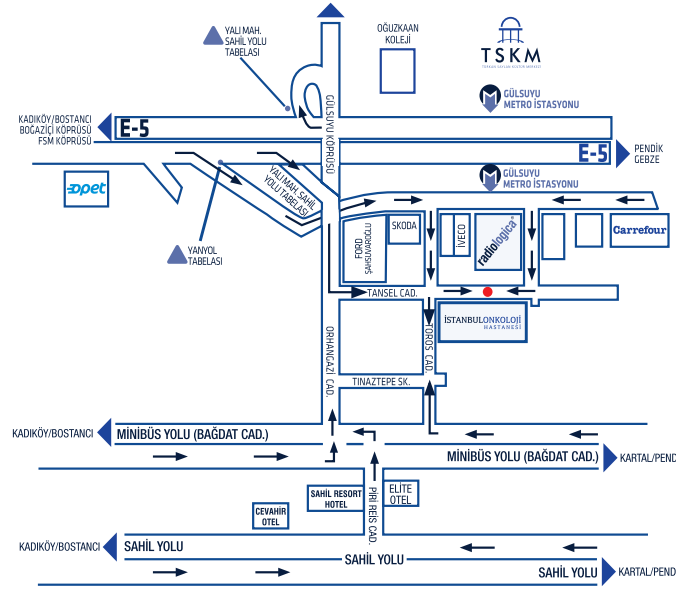 YALI MAH.
SAHİL YOLU
TABELASI
OĞUZKAAN
KOLEJİ
TSKM
GÜLSUYU
METRO İSTASYONU
KADIKÖY/BOSTANCI
BOĞAZİÇİ KÖPRÜSÜ
FSM KÖPRÜSÜ
E-5
GÜLSUYU KÖPRÜSÜ
E-5
PENDİK
GEBZE
GÜLSUYU
METRO İSTASYONU
opet
YALI MAH. SAHİL
YOLU TABELASI
YANYOL
TABELASI
FORD
ŞAHSUVAROĞLU
SKODA
İVECO
radiologica
Carrefour
TANSEL CAD.
İSTANBULONKOLOJİ
HASTANESİ
ORHANGAZİ CAD.
TOROS CAD.
TINAZTEPE SK.
KADIKÖY/BOSTANCI
MİNİBÜS YOLU (BAĞDAT CAD.)
MİNİBÜS YOLU (BAĞDAT CAD.)
KARTAL/PEND
SAHİL RESORT
HOTEL
ELİTE
OTEL
CEVAHİR
OTEL
PİRİ REİS CAD.
KADIKÖY/BOSTANCI
SAHİL YOLU
SAHİL YOLU
SAHİL YOLU
KARTAL/PEND